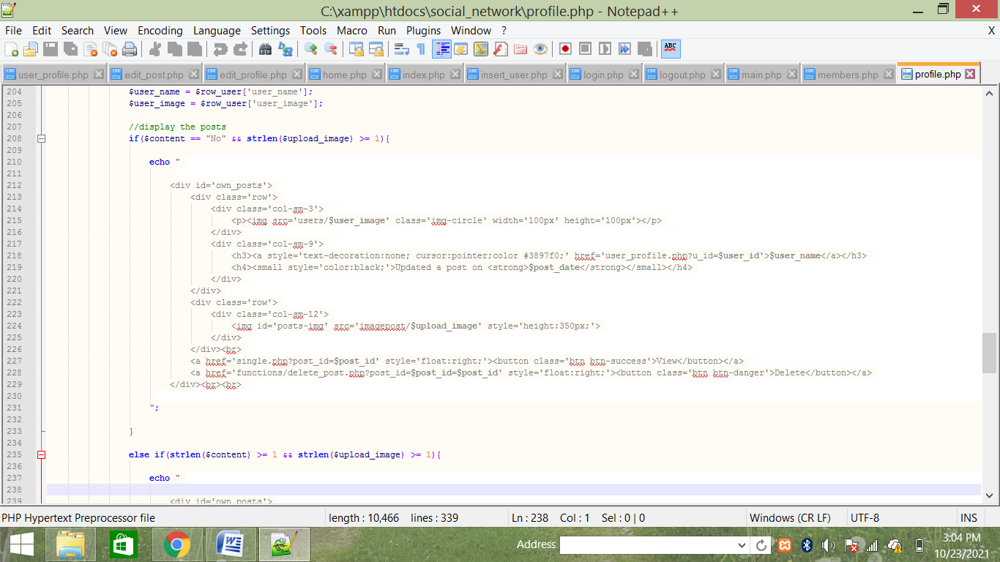 C:\xampp\htdocs\social_network\profile.php - Notepad++
File Edit Search View Encoding Language Settings Tools Macro Run Plugins Window ? X
user_profile.php edit_post.php edit_profile.php home.php index.php insert_user.php login.php logout.php main.php members.php profile.php
204 $user_name = $row_user['user_name'];
205 $user_image = $row_user['user_image'];
206
207 //display the posts
208 if($content == "No" && strlen($upload_image) >= 1){
209
210 echo "
211
212 <div id='own_posts'>
213 <div class='row'>
214 <div class='col-sm-3'>
215 <p><img src='users/$user_image' class='img-circle' width='100px' height='100px'></p>
216 </div>
217 <div class='col-sm-9'>
218 <h3><a style='text-decoration:none; cursor:pointer;color #3897f0;' href='user_profile.php?u_id=$user_id'>$user_name</a></h3>
219 <h4><small style='color:black;'>Updated a post on <strong>$post_date</strong></small></h4>
220 </div>
221 </div>
222 <div class='row'>
223 <div class='col-sm-12'>
224 <img id='posts-img' src='imagepost/$upload_image' style='height:350px;'>
225 </div>
226 </div><br>
227 <a href='single.php?post_id=$post_id' style='float:right;'><button class='btn btn-success'>View</button></a>
228 <a href='functions/delete_post.php?post_id=$post_id=$post_id' style='float:right;'><button class='btn btn-danger'>Delete</button></a>
229 </div><br><br>
230
231 ";
232
233 }
234
235 else if(strlen($content) >= 1 && strlen($upload_image) >= 1){
236
237 echo "
238
239 <div id='own_posts'>
PHP Hypertext Preprocessor file length : 10,466 lines : 339 Ln : 238 Col : 1 Sel : 0 | 0 Windows (CR LF) UTF-8 INS
Address
3:04 PM
10/23/2021